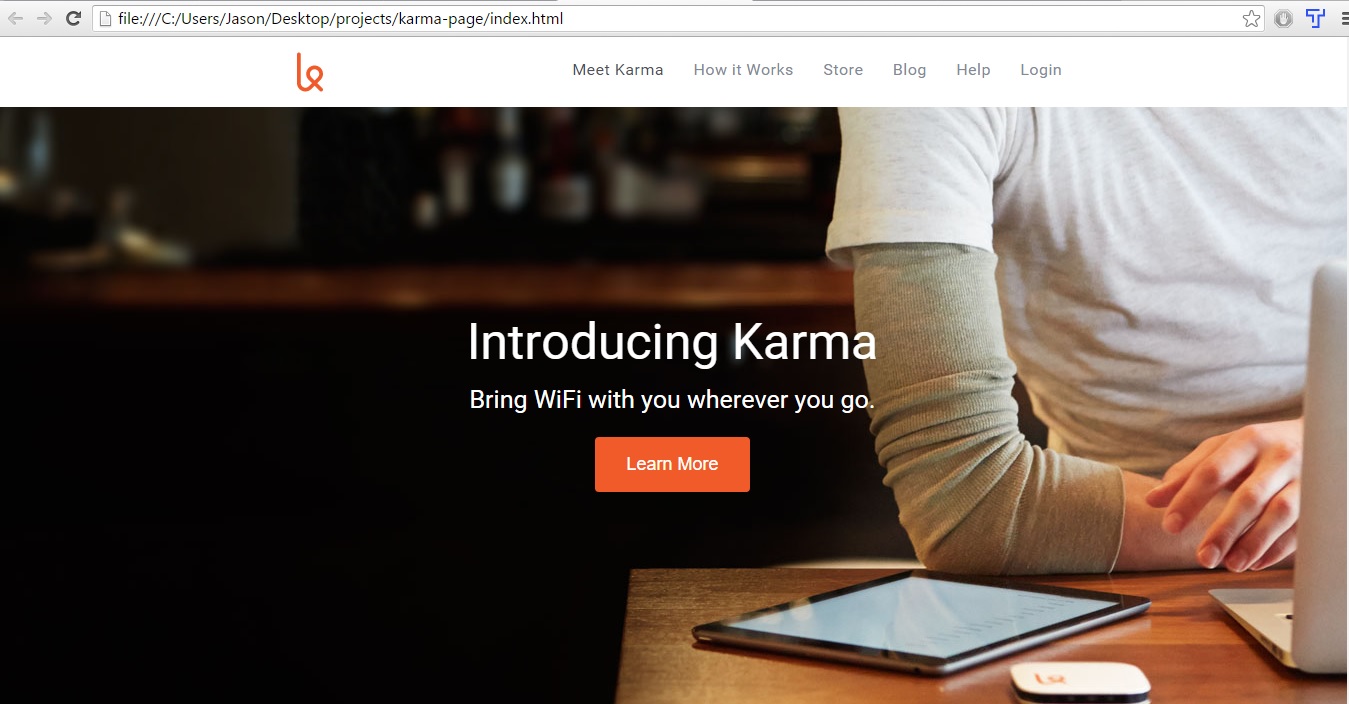 file:///C:/Users/Jason/Desktop/projects/karma-page/index.html
Meet Karma How it Works Store Blog Help Login
Introducing Karma
Bring WiFi with you wherever you go.
Learn More